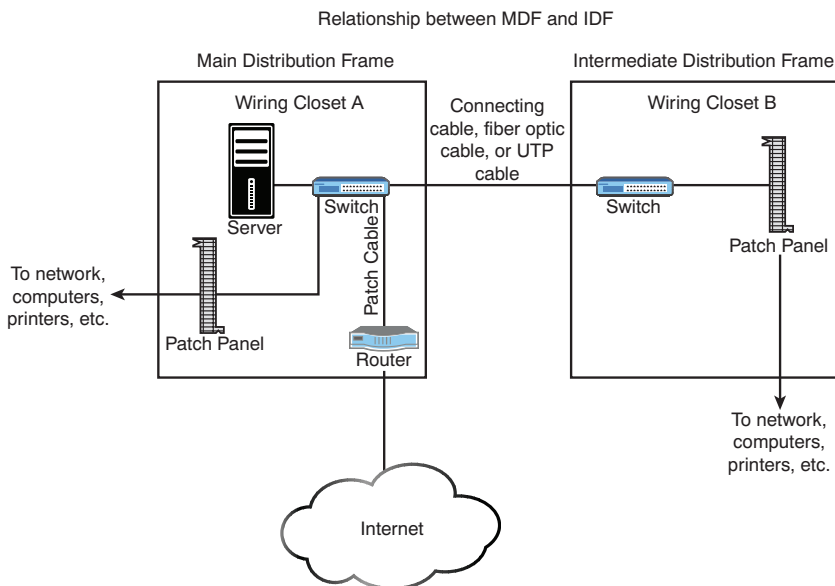 Relationship between MDF and IDF
Main Distribution Frame
Intermediate Distribution Frame
Wiring Closet A
Connecting
cable, fiber optic
cable, or UTP
cable
Wiring Closet B
Server
Switch
Switch
Patch Cable
Patch Panel
To network,
computers,
printers, etc.
Patch Panel
Router
To network,
computers,
printers, etc.
Internet